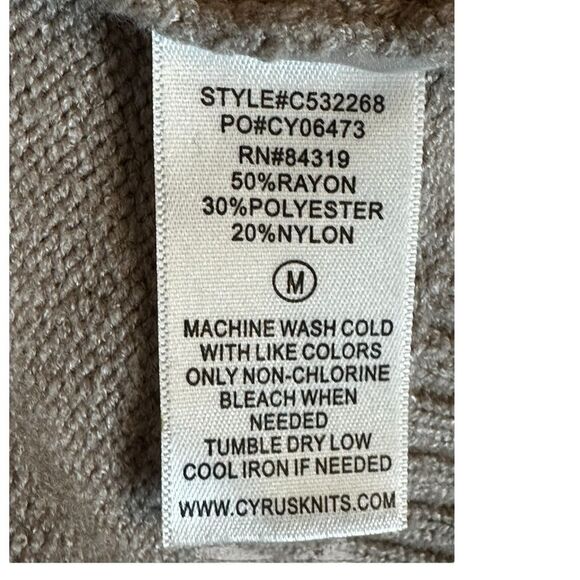 STYLE#C532268
PO#CY06473
RN#84319
50%RAYON
30%POLYESTER
20%NYLON
M
MACHINE WASH COLD
WITH LIKE COLORS
ONLY NON-CHLORINE
BLEACH WHEN
NEEDED
TUMBLE DRY LOW
COOL IRON IF NEEDED
WWW.CYRUSKNITS.COM